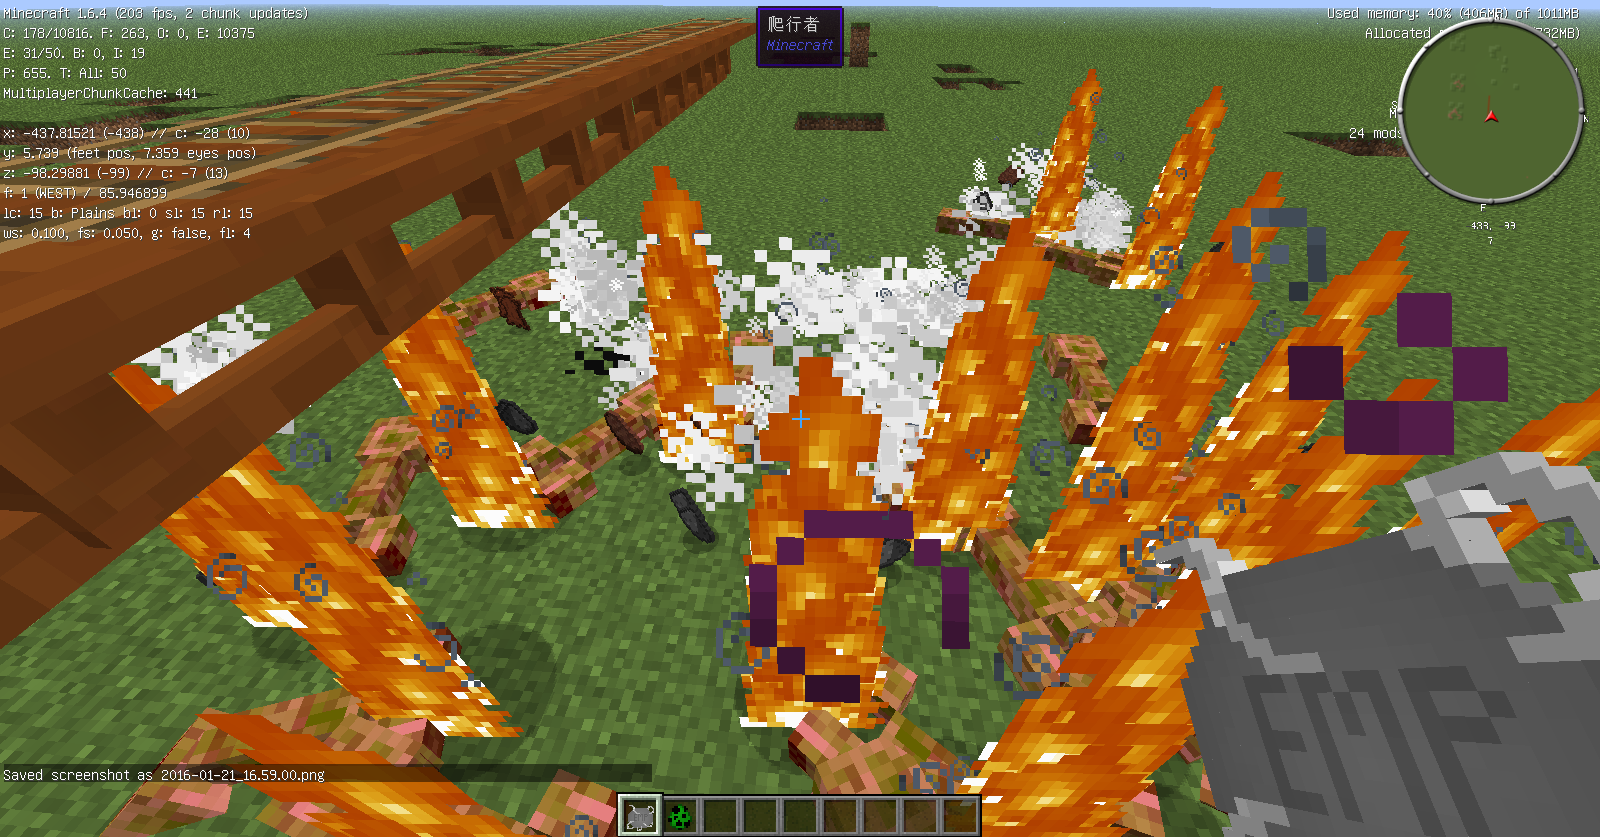 Minecraft 1.6.4 (203 fps, 2 chunk updates)
C: 178/10816. F: 263, O: 0, E: 10375
E: 31/50. B: 0, I: 19
P: 655. T: All: 50
MultiplayerChunkCache: 441
x: -437.81521 (-438) // c: -28 (10)
y: 5.739 (feet pos, 7.359 eyes pos)
z: -98.29881 (-99) // c: -7 (13)
f: 1 (WEST) / 85.946899
lc: 15 b: Plains bl: 0 sl: 15 rl: 15
ws: 0.100, fs: 0.050, g: false, fl: 4
爬行者
Minecraft
Used memory: 40% (406MB) of 1011MB
Allocated
24 mods
7
EMP
Saved screenshot as 2016-01-21_16.59.00.png